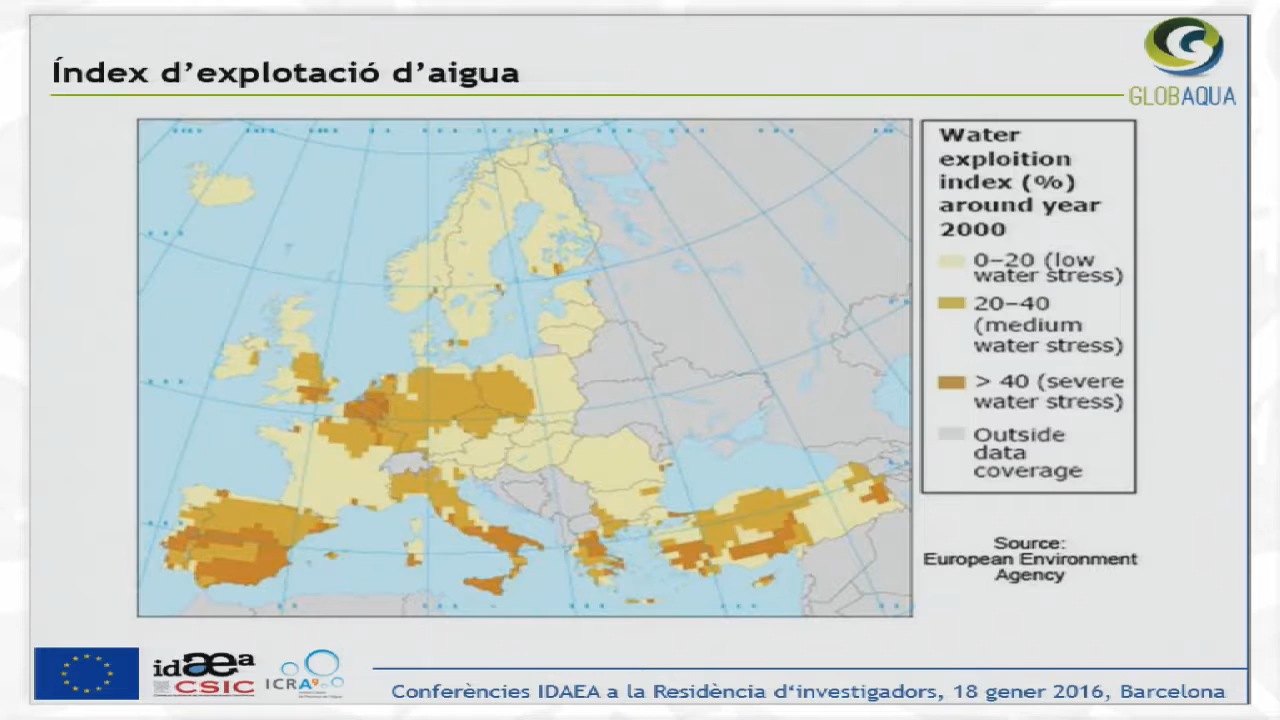 Índex d'explotació d'aigua
GLOBAQUA
Water
exploition
index (%)
around year
2000
0–20 (low
water stress)
20–40
(medium
water stress)
> 40 (severe
water stress)
Outside
data
coverage
Source:
European Environment
Agency
idæa
CSIC
ICRA
Conferències IDAEA a la Residència d'investigadors, 18 gener 2016, Barcelona